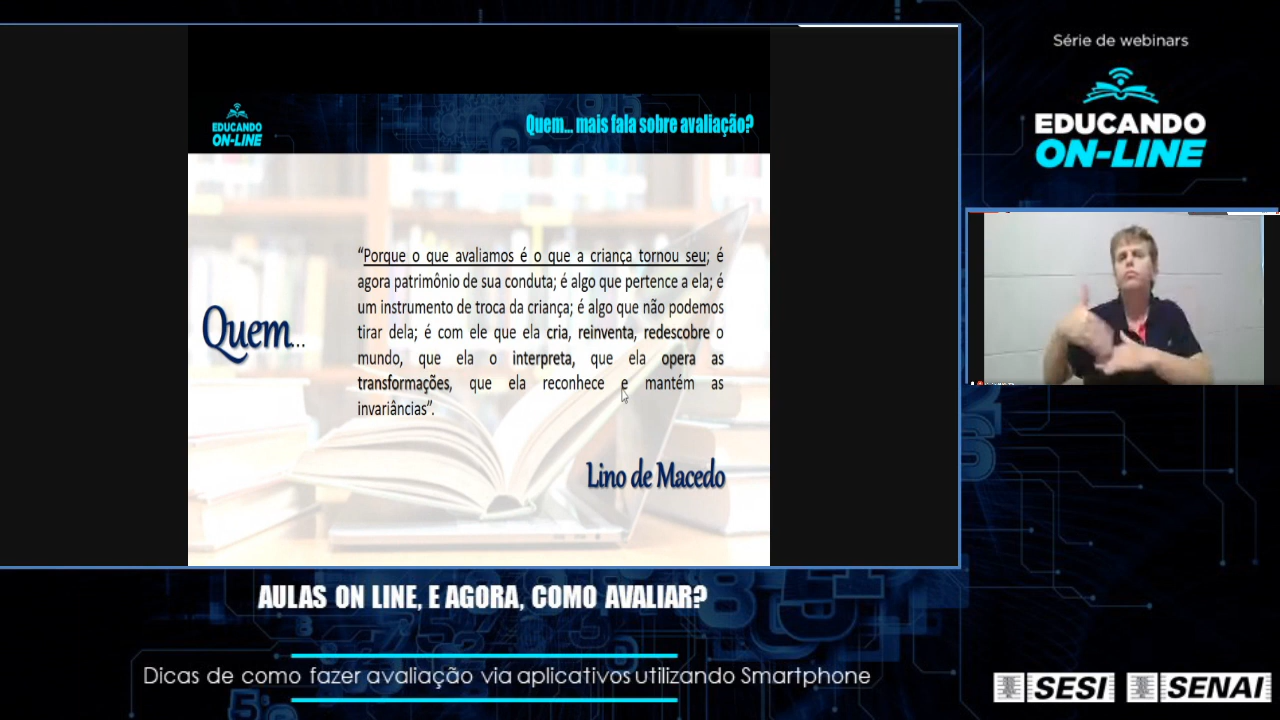 Série de webinars
EDUCANDO
ON-LINE
EDUCANDO
ON-LINE
Quem... mais fala sobre avaliação?
Quem...
“Porque o que avaliamos é o que a criança tornou seu; é
agora patrimônio de sua conduta; é algo que pertence a ela; é
um instrumento de troca da criança; é algo que não podemos
tirar dela; é com ele que ela cria, reinventa, redescobre o
mundo, que ela o interpreta, que ela opera as
transformações, que ela reconhece e mantém as
invariâncias”.
Lino de Macedo
AULAS ON LINE, E AGORA, COMO AVALIAR?
Dicas de como fazer avaliação via aplicativos utilizando Smartphone
SESI
SENAI